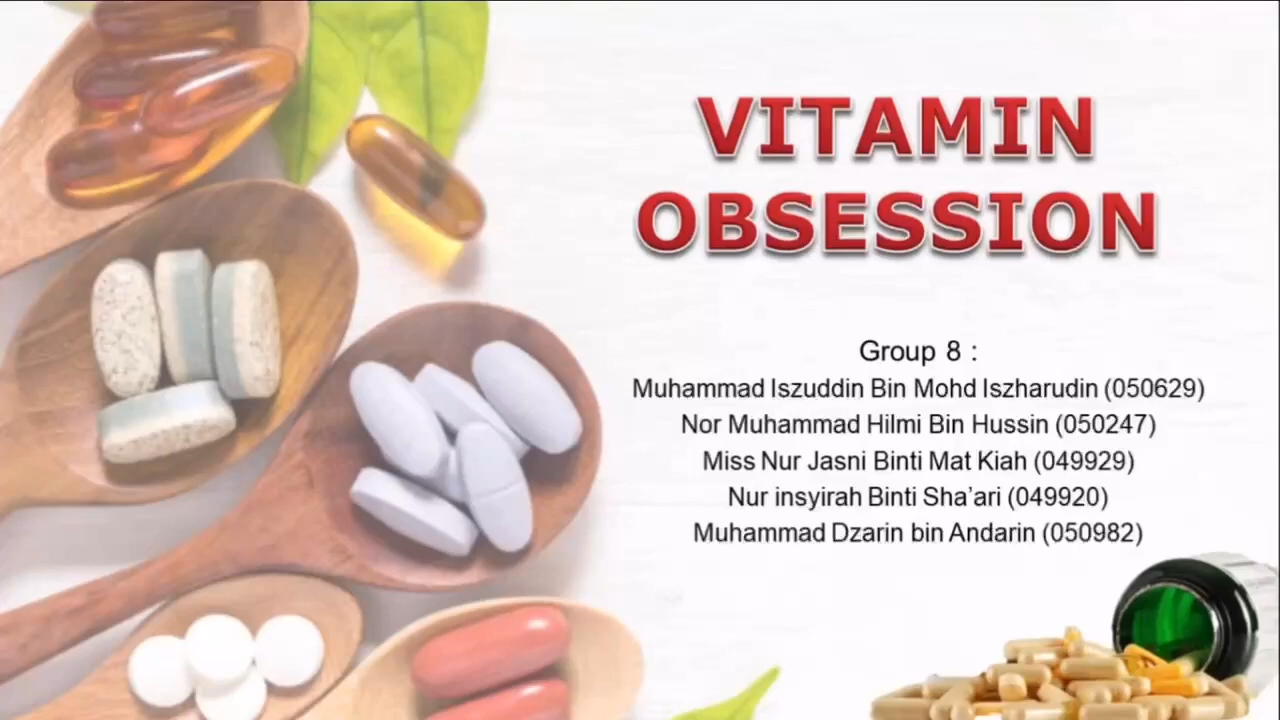 VITAMIN
OBSESSION
Group 8 :
Muhammad Iszuddin Bin Mohd Iszharudin (050629)
Nor Muhammad Hilmi Bin Hussin (050247)
Miss Nur Jasni Binti Mat Kiah (049929)
Nur insyirah Binti Sha’ari (049920)
Muhammad Dzarin bin Andarin (050982)